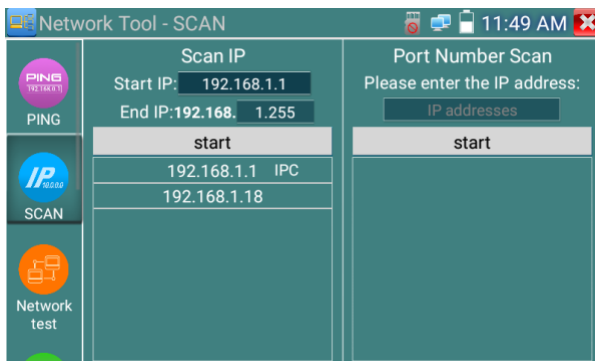 Network Tool - SCAN
11:49 AM
PING
192.168.0.1
PING
IP
10.0.0.0
SCAN
Network
test
Scan IP
Start IP: 192.168.1.1
End IP:192.168. 1.255
start
192.168.1.1 IPC
192.168.1.18
Port Number Scan
Please enter the IP address:
IP addresses
start